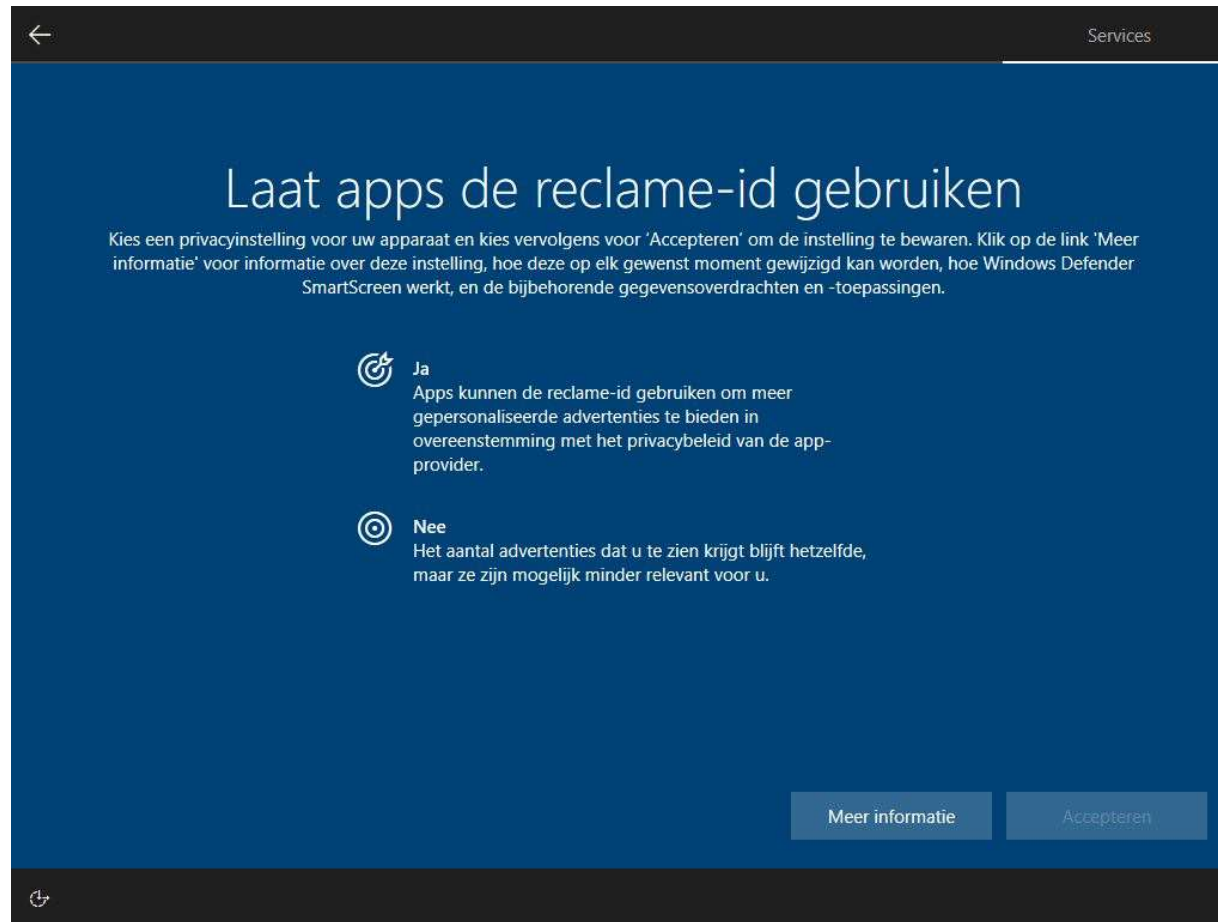 Services
Laat apps de reclame-id gebruiken
Kies een privacyinstelling voor uw apparaat en kies vervolgens voor ‘Accepteren’ om de instelling te bewaren. Klik op de link 'Meer
informatie' voor informatie over deze instelling, hoe deze op elk gewenst moment gewijzigd kan worden, hoe Windows Defender
SmartScreen werkt, en de bijbehorende gegevensoverdrachten en -toepassingen.
Ja
Apps kunnen de reclame-id gebruiken om meer
gepersonaliseerde advertenties te bieden in
overeenstemming met het privacybeleid van de app-
provider.
Nee
Het aantal advertenties dat u te zien krijgt blijft hetzelfde,
maar ze zijn mogelijk minder relevant voor u.
Meer informatie
Accepteren